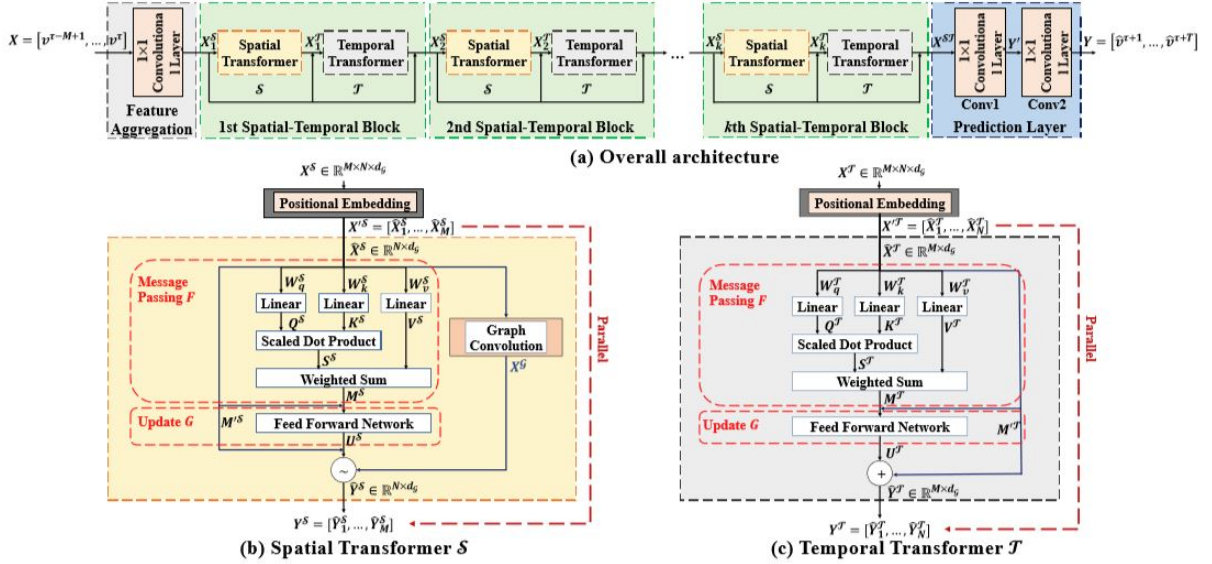 X = [v^{τ−M+1}, ..., v^τ]
1×1 Convolutiona l Layer
Feature Aggregation
X_1^S
Spatial Transformer
X_1^T
Temporal Transformer
S
T
1st Spatial-Temporal Block
X_2^S
Spatial Transformer
X_2^T
Temporal Transformer
S
T
2nd Spatial-Temporal Block
...
X_k^S
Spatial Transformer
X_k^T
Temporal Transformer
S
T
kth Spatial-Temporal Block
X^{ST}
1×1 Convolutiona l Layer
Conv1
Y'
1×1 Convolutiona l Layer
Conv2
Prediction Layer
Y = [v̂^{τ+1}, ..., v̂^{τ+T}]
(a) Overall architecture
X^S ∈ ℝ^{M×N×d_G}
Positional Embedding
X'^S = [X̂_1^S, ..., X̂_M^S]
X̂^S ∈ ℝ^{N×d_G}
Message
Passing F
W_q^S
W_k^S
W_v^S
Linear
Linear
Linear
Q^S
K^S
V^S
Scaled Dot Product
S^S
Weighted Sum
M^S
Graph
Convolution
X^G
Parallel
Update G
M'^S
Feed Forward Network
U^S
~
Ŷ^S ∈ ℝ^{N×d_G}
Y^S = [Ŷ_1^S, ..., Ŷ_M^S]
(b) Spatial Transformer S
X^T ∈ ℝ^{M×N×d_G}
Positional Embedding
X'^T = [X̂_1^T, ..., X̂_N^T]
X̂^T ∈ ℝ^{M×d_G}
Message
Passing F
W_q^T
W_k^T
W_v^T
Linear
Linear
Linear
Q^T
K^T
V^T
Scaled Dot Product
S^T
Weighted Sum
M^T
Parallel
Update G
Feed Forward Network
M'^T
U^T
+
Ŷ^T ∈ ℝ^{M×d_G}
Y^T = [Ŷ_1^T, ..., Ŷ_N^T]
(c) Temporal Transformer T